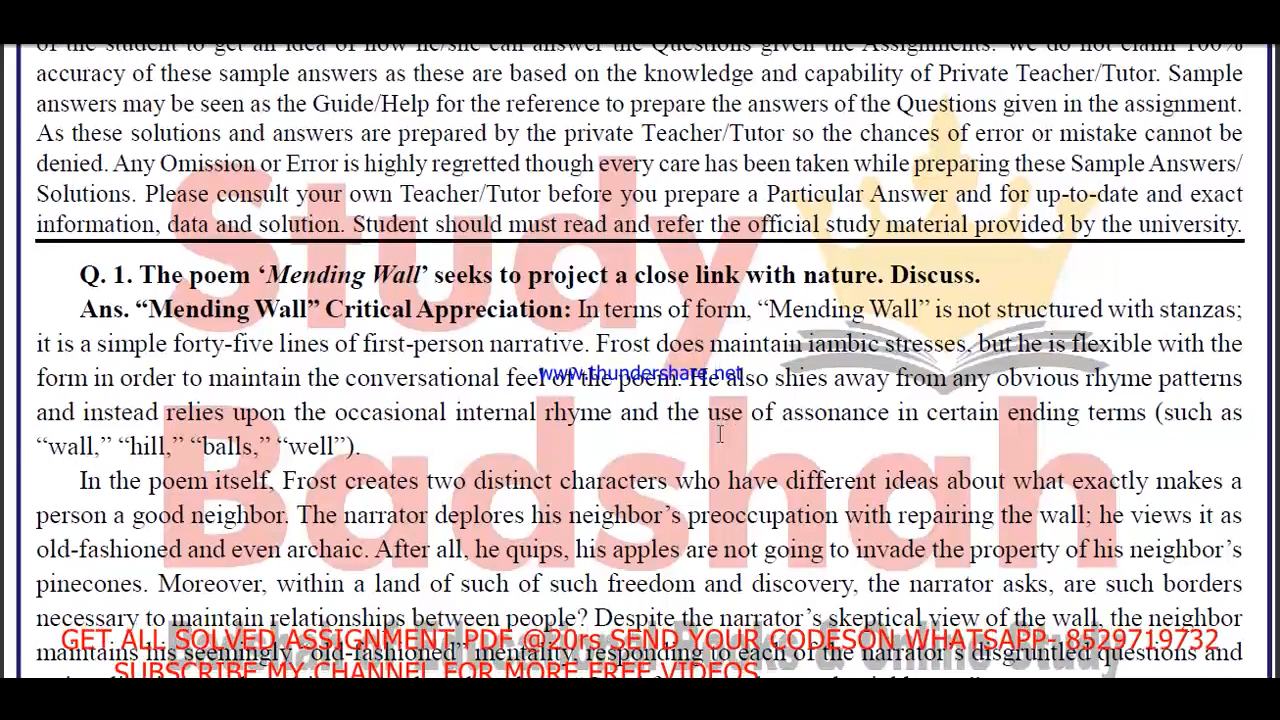 of the student to get an idea of how he/she can answer the Questions given the Assignments. We do not claim 100%
accuracy of these sample answers as these are based on the knowledge and capability of Private Teacher/Tutor. Sample
answers may be seen as the Guide/Help for the reference to prepare the answers of the Questions given in the assignment.
As these solutions and answers are prepared by the private Teacher/Tutor so the chances of error or mistake cannot be
denied. Any Omission or Error is highly regretted though every care has been taken while preparing these Sample Answers/
Solutions. Please consult your own Teacher/Tutor before you prepare a Particular Answer and for up-to-date and exact
information, data and solution. Student should must read and refer the official study material provided by the university.
Study
Q. 1. The poem ‘Mending Wall’ seeks to project a close link with nature. Discuss.
Ans. “Mending Wall” Critical Appreciation: In terms of form, “Mending Wall” is not structured with stanzas;
it is a simple forty-five lines of first-person narrative. Frost does maintain iambic stresses, but he is flexible with the
form in order to maintain the conversational feel of the poem. He also shies away from any obvious rhyme patterns
www.thundershare.net
and instead relies upon the occasional internal rhyme and the use of assonance in certain ending terms (such as
“wall,” “hill,” “balls,” “well”).
Badshah
In the poem itself, Frost creates two distinct characters who have different ideas about what exactly makes a
person a good neighbor. The narrator deplores his neighbor’s preoccupation with repairing the wall; he views it as
old-fashioned and even archaic. After all, he quips, his apples are not going to invade the property of his neighbor’s
pinecones. Moreover, within a land of such of such freedom and discovery, the narrator asks, are such borders
necessary to maintain relationships between people? Despite the narrator’s skeptical view of the wall, the neighbor
GET ALL SOLVED ASSIGNMENT PDF @20rs SEND YOUR CODESON WHATSAPP- 8529719732
maintains his seemingly “old-fashioned” mentality, responding to each of the narrator’s disgruntled questions and
SUBSCRIBE MY CHANNEL FOR MORE FREE VIDEOS